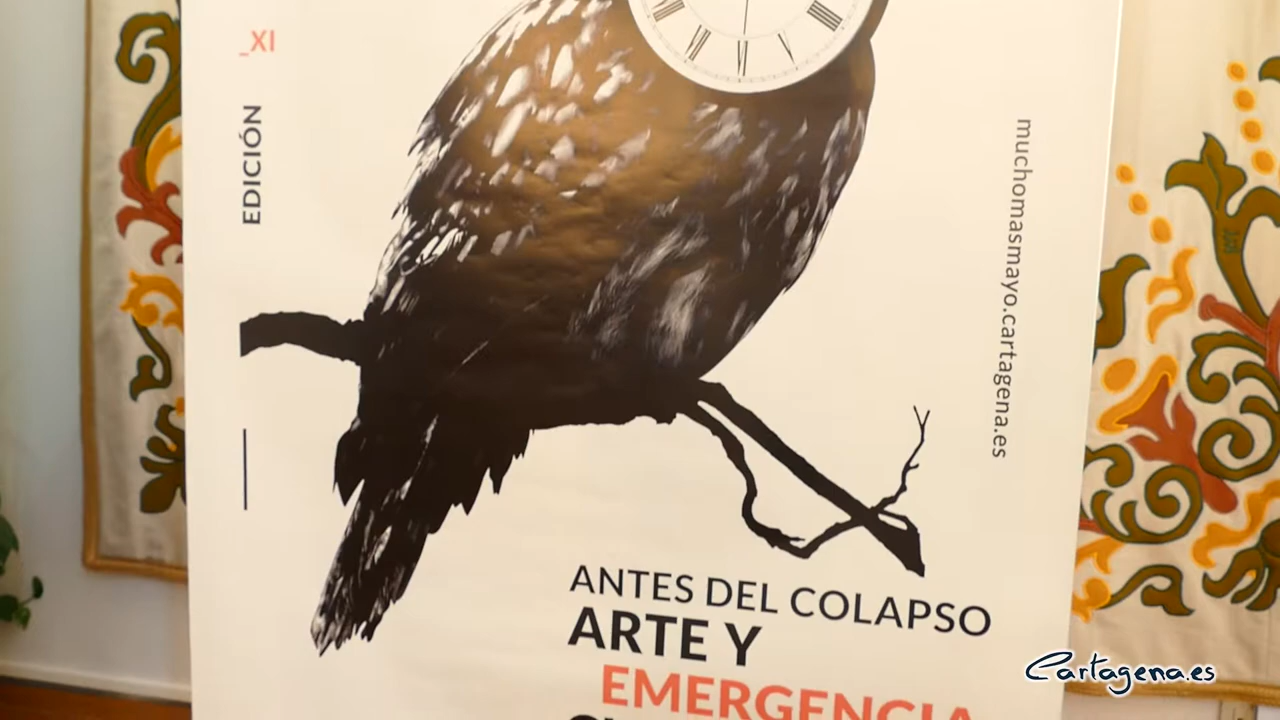 _XI
EDICIÓN
muchomasmayo.cartagena.es
ANTES DEL COLAPSO
ARTE Y
EMERGENCIA
Cartagena.es